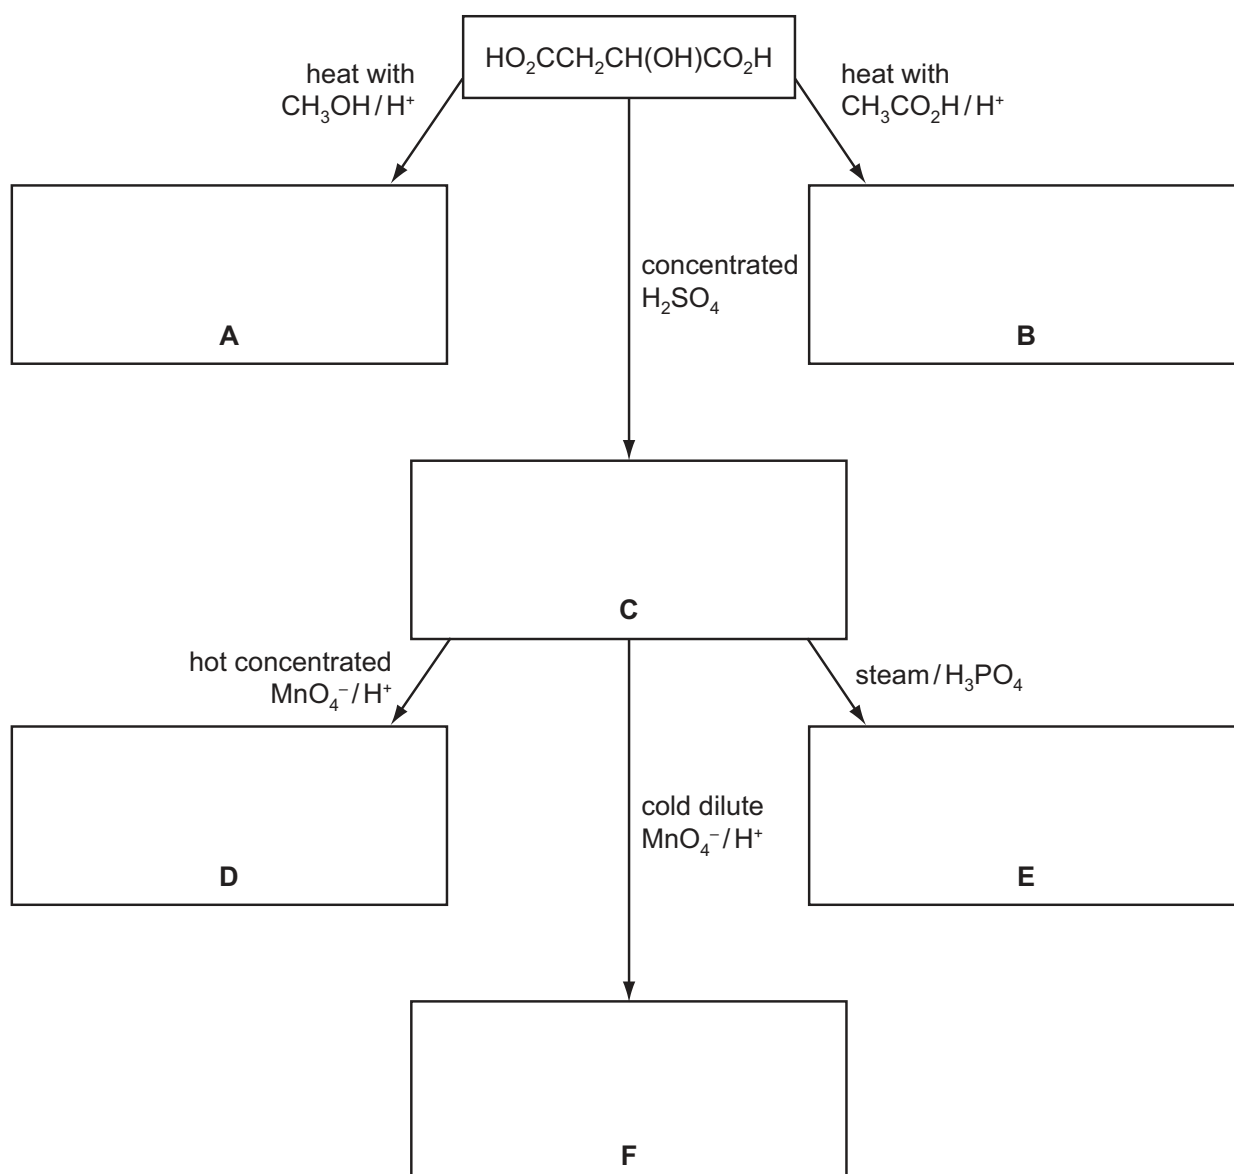 HO₂CCH₂CH(OH)CO₂H
heat with
CH₃OH / H⁺
heat with
CH₃CO₂H / H⁺
A
concentrated
H₂SO₄
B
C
hot concentrated
MnO₄⁻ / H⁺
steam / H₃PO₄
D
cold dilute
MnO₄⁻ / H⁺
E
F